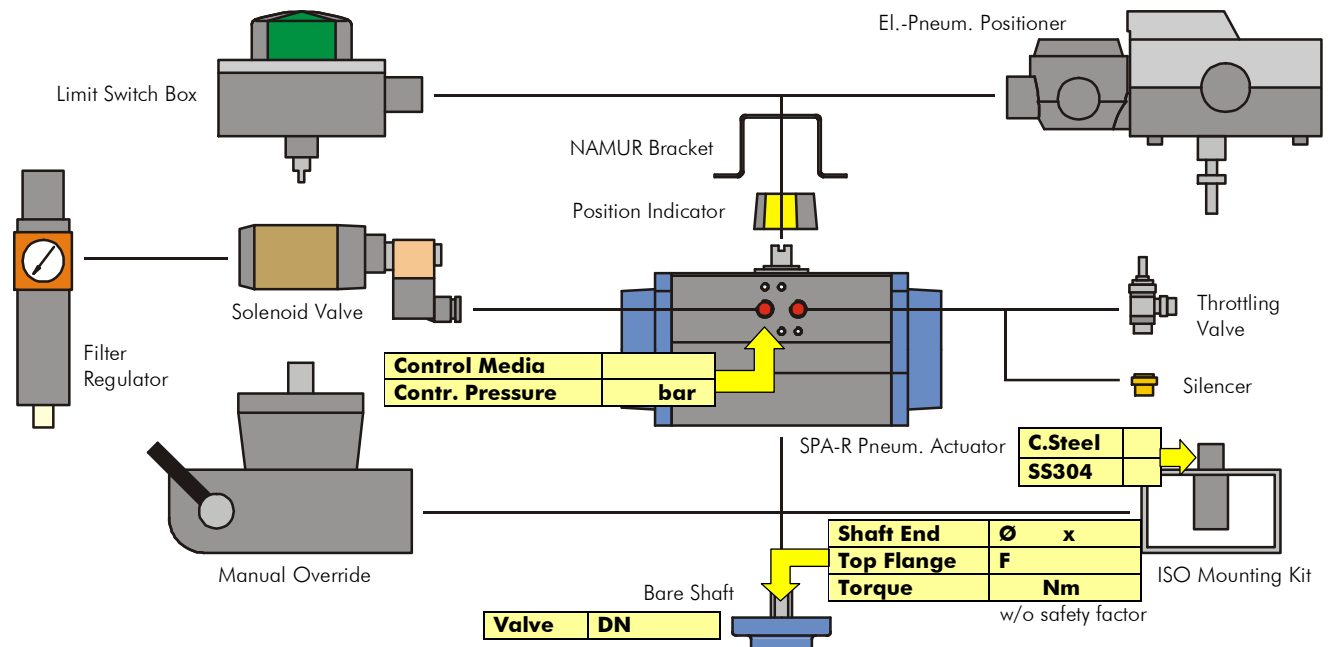 El.-Pneum. Positioner
Limit Switch Box
NAMUR Bracket
Position Indicator
Solenoid Valve
Throttling
Valve
Filter
Regulator
Control Media
Contr. Pressure bar
Silencer
SPA-R Pneum. Actuator
C.Steel
SS304
Manual Override
Shaft End Ø x
Top Flange F
Torque Nm
w/o safety factor
ISO Mounting Kit
Bare Shaft
Valve DN